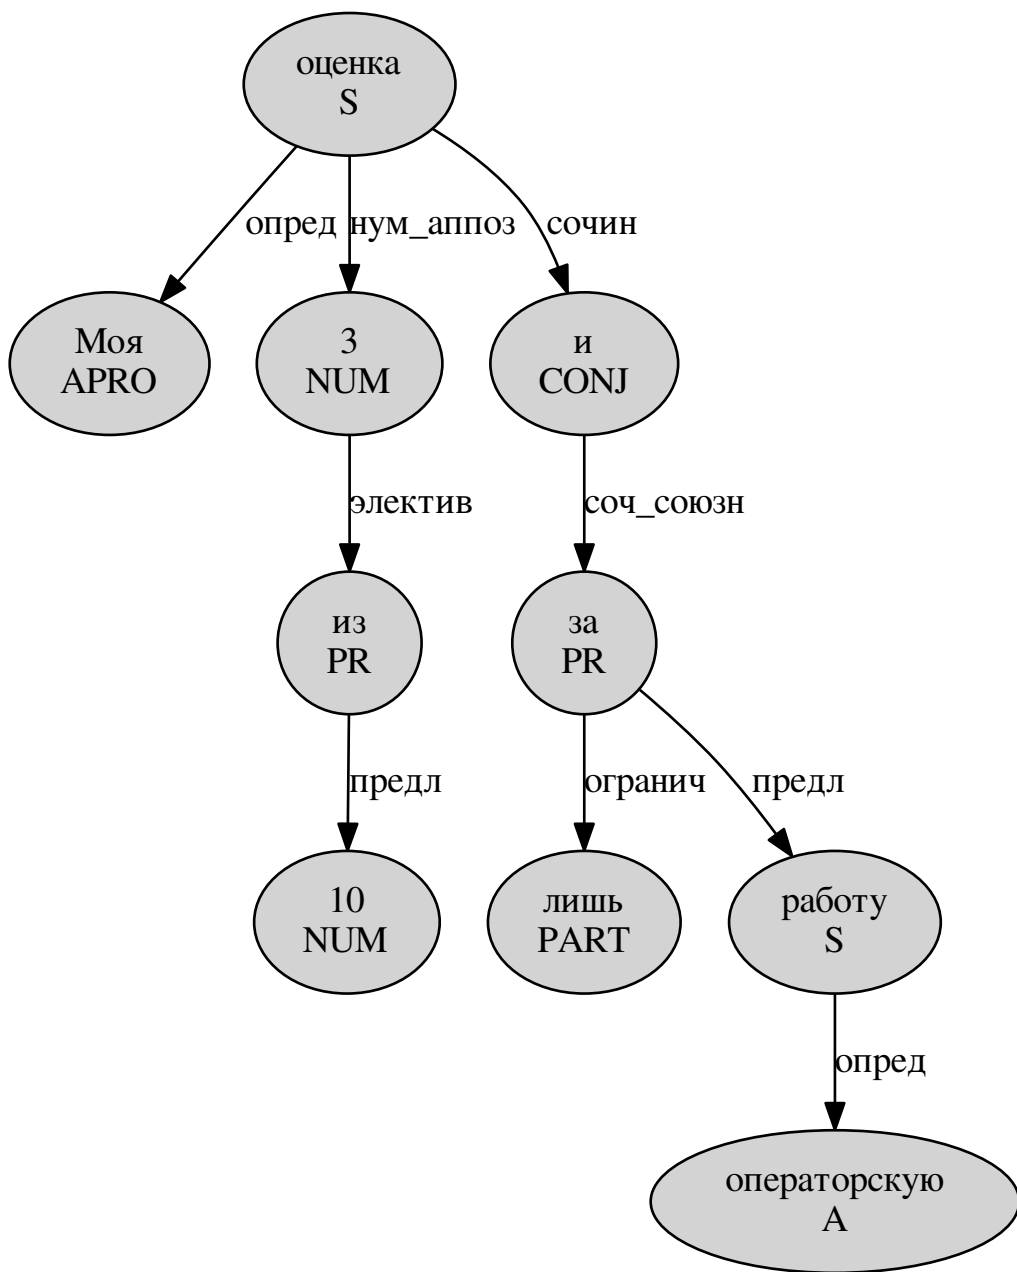 оценка
S
опред
нум_аппоз
сочин
Моя
APRO
3
NUM
и
CONJ
электив
соч_союзн
из
PR
за
PR
предл
огранич
предл
10
NUM
лишь
PART
работу
S
опред
операторскую
A